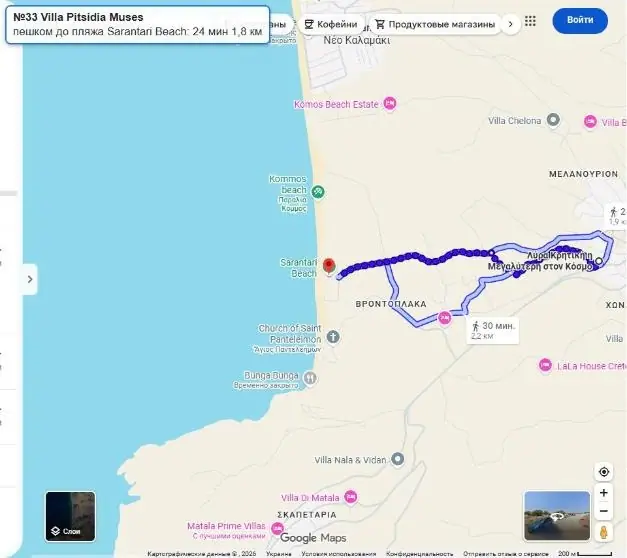 №33 Villa Pitsidia Muses
пешком до пляжа Sarantari Beach: 24 мин 1,8 км
Кофейни
Продуктовые магазины
Войти
Νέο Καλαμάκι
Komos Beach Estate
Villa Chelona
Villa B
ΜΕΛΑΝΟΥΡΙΟΝ
Kommos
beach
Παραλία
Κομμος
2
1,9 к
Sarantari
Beach
Λύρα Κρητική η
Μεγαλύτερη στον Κόσμο
ΒΡΟΝΤΟΠΛΑΚΑ
ΧΩΝ
30 мин.
2,2 км
Church of Saint
Panteleimon
Άγιος Παντελεήμων
Villa
Bunga Bunga
Временно закрыто
LaLa House Crete
Villa Nala & Vidan
Villa Di Matala
ΣΚΑΠΕΤΑΡΙΑ
Matala Prime Villas
С лучшими оценками
Слои
Google Maps
Картографические данные ©, 2026
Украина
Условия использования
Конфиденциальность
Отправить отзыв о сервисе
200 м